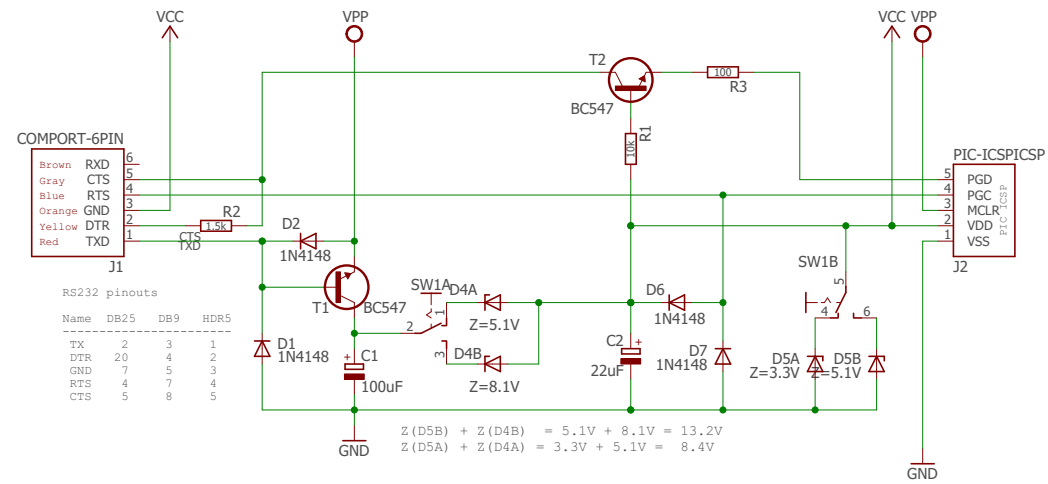 VCC
VPP
VCC
VPP
T2
BC547
100
R3
10k
R1
COMPORT-6PIN
Brown RXD 6
Gray CTS 5
Blue RTS 4
Orange GND 3
Yellow DTR 2
Red TXD 1
J1
R2
1.5k
CTS
TXD
D2
1N4148
T1
BC547
SW1A
2
1
3
D4A
Z=5.1V
D4B
Z=8.1V
D6
1N4148
C2
+
22uF
D7
1N4148
D1
1N4148
C1
+
100uF
SW1B
5
4
6
D5A
Z=3.3V
D5B
Z=5.1V
PIC-ICSPICSP
5 PGD
4 PGC
3 MCLR
2 VDD
1 VSS
PIC ICSP
J2
RS232 pinouts
Name DB25 DB9 HDR5
------------------------
TX 2 3 1
DTR 20 4 2
GND 7 5 3
RTS 4 7 4
CTS 5 8 5
GND
Z(D5B) + Z(D4B) = 5.1V + 8.1V = 13.2V
Z(D5A) + Z(D4A) = 3.3V + 5.1V = 8.4V
GND